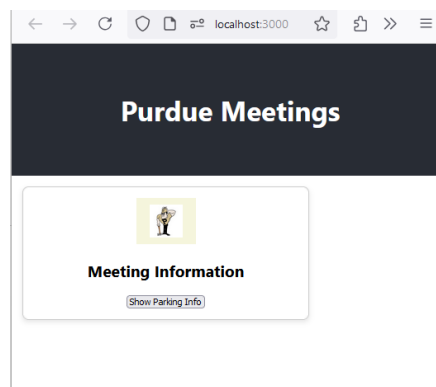 localhost:3000
Purdue Meetings
Meeting Information
Show Parking Info